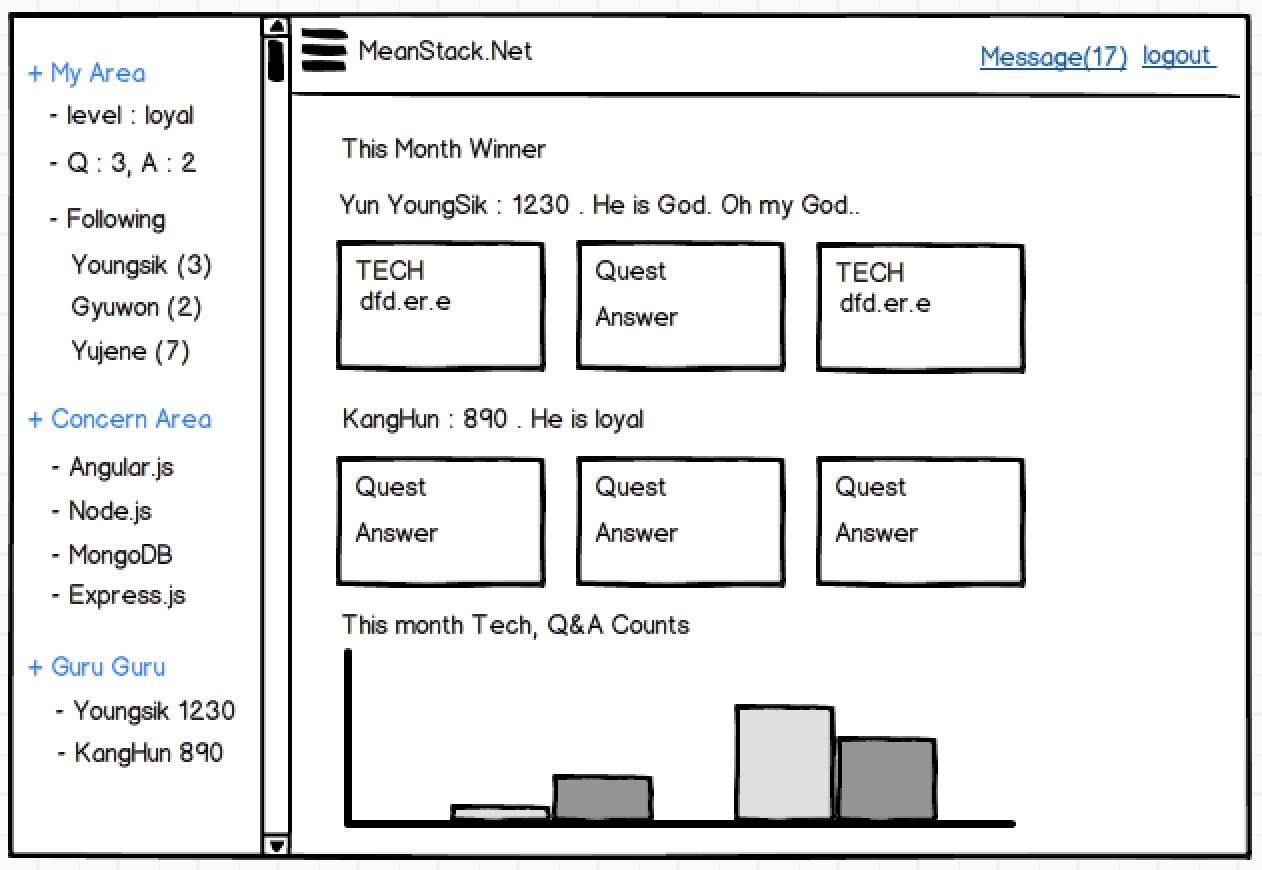 + My Area
- level : loyal
- Q : 3, A : 2
- Following
Youngsik (3)
Gyuwon (2)
Yujene (7)
+ Concern Area
- Angular.js
- Node.js
- MongoDB
- Express.js
+ Guru Guru
- Youngsik 1230
- KangHun 890
MeanStack.Net
Message(17) logout
This Month Winner
Yun YoungSik : 1230 . He is God. Oh my God..
TECH
dfd.er.e
Quest
Answer
TECH
dfd.er.e
KangHun : 890 . He is loyal
Quest
Answer
Quest
Answer
Quest
Answer
This month Tech, Q&A Counts